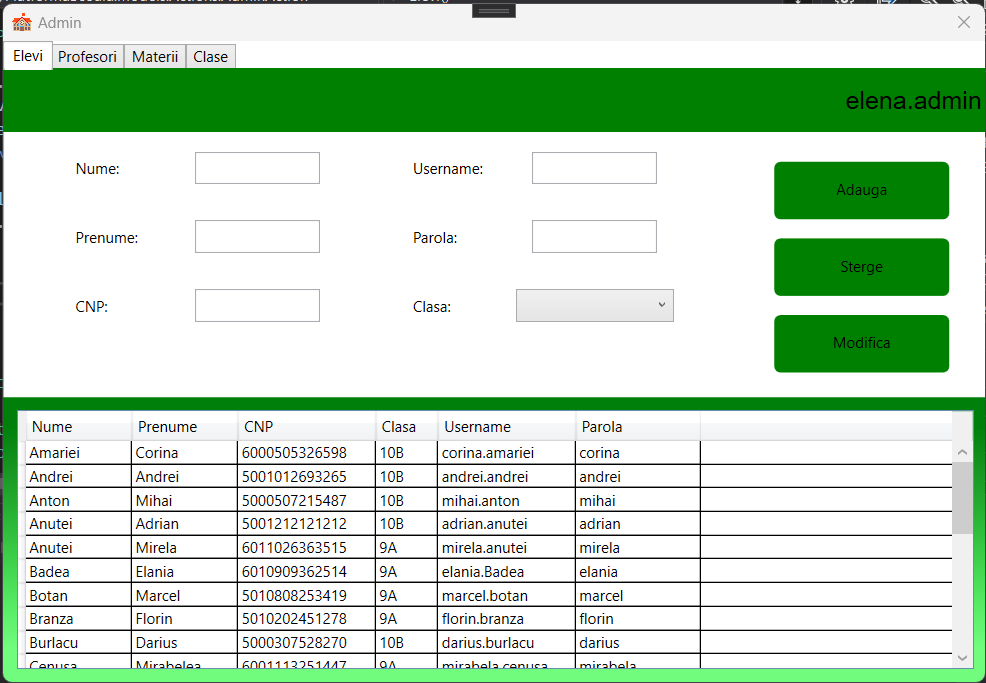 Admin
Elevi Profesori Materii Clase
elena.admin
Nume: Username: Adauga
Prenume: Parola: Sterge
CNP: Clasa: Modifica
Nume Prenume CNP Clasa Username Parola
Amariei Corina 6000505326598 10B corina.amariei corina
Andrei Andrei 5001012693265 10B andrei.andrei andrei
Anton Mihai 5000507215487 10B mihai.anton mihai
Anutei Adrian 5001212121212 10B adrian.anutei adrian
Anutei Mirela 6011026363515 9A mirela.anutei mirela
Badea Elania 6010909362514 9A elania.Badea elania
Botan Marcel 5010808253419 9A marcel.botan marcel
Branza Florin 5010202451278 9A florin.branza florin
Burlacu Darius 5000307528270 10B darius.burlacu darius
Cenusa Mirabelea 6001113251447 9A mirabela.cenusa mirabela